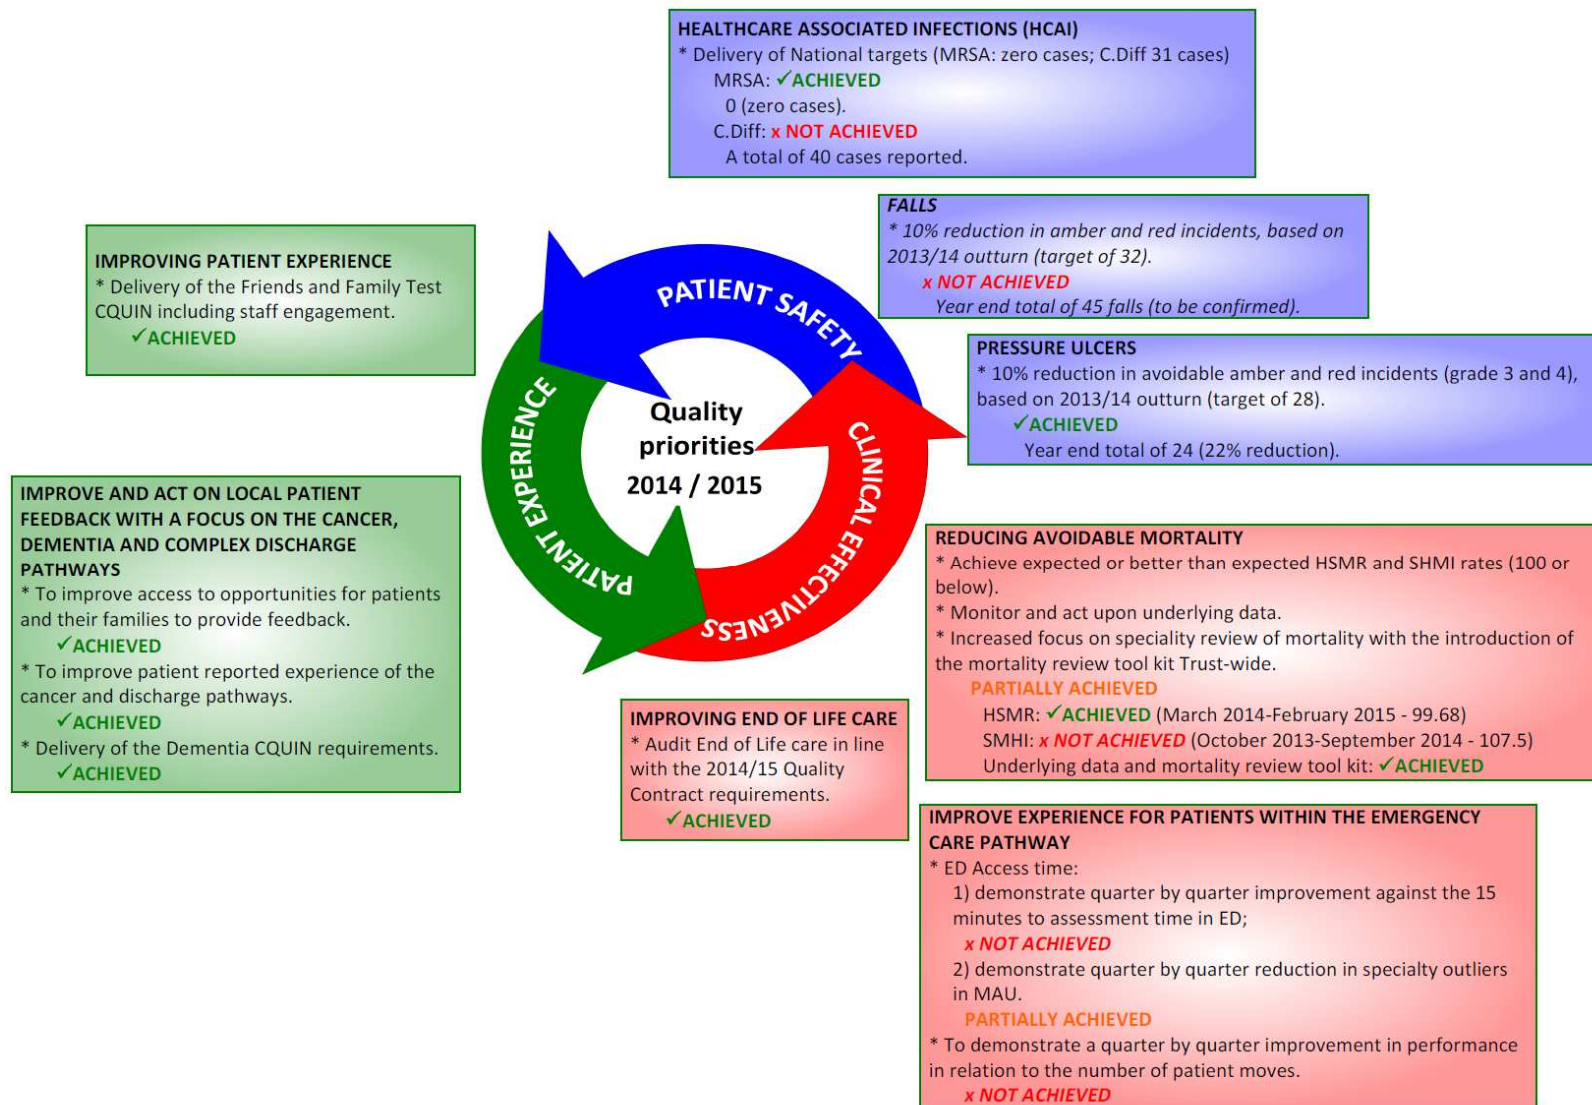 HEALTHCARE ASSOCIATED INFECTIONS (HCAI)
* Delivery of National targets (MRSA: zero cases; C.Diff 31 cases)
MRSA: ✓ACHIEVED
0 (zero cases).
C.Diff: x NOT ACHIEVED
A total of 40 cases reported.
FALLS
* 10% reduction in amber and red incidents, based on
2013/14 outturn (target of 32).
x NOT ACHIEVED
Year end total of 45 falls (to be confirmed).
PRESSURE ULCERS
* 10% reduction in avoidable amber and red incidents (grade 3 and 4),
based on 2013/14 outturn (target of 28).
✓ACHIEVED
Year end total of 24 (22% reduction).
IMPROVING PATIENT EXPERIENCE
* Delivery of the Friends and Family Test
CQUIN including staff engagement.
✓ACHIEVED
PATIENT SAFETY
CLINICAL EFFECTIVENESS
PATIENT EXPERIENCE
Quality
priorities
2014 / 2015
IMPROVE AND ACT ON LOCAL PATIENT
FEEDBACK WITH A FOCUS ON THE CANCER,
DEMENTIA AND COMPLEX DISCHARGE
PATHWAYS
* To improve access to opportunities for patients
and their families to provide feedback.
✓ACHIEVED
* To improve patient reported experience of the
cancer and discharge pathways.
✓ACHIEVED
* Delivery of the Dementia CQUIN requirements.
✓ACHIEVED
REDUCING AVOIDABLE MORTALITY
* Achieve expected or better than expected HSMR and SHMI rates (100 or
below).
* Monitor and act upon underlying data.
* Increased focus on speciality review of mortality with the introduction of
the mortality review tool kit Trust-wide.
PARTIALLY ACHIEVED
HSMR: ✓ACHIEVED (March 2014-February 2015 - 99.68)
SMHI: x NOT ACHIEVED (October 2013-September 2014 - 107.5)
Underlying data and mortality review tool kit: ✓ACHIEVED
IMPROVING END OF LIFE CARE
* Audit End of Life care in line
with the 2014/15 Quality
Contract requirements.
✓ACHIEVED
IMPROVE EXPERIENCE FOR PATIENTS WITHIN THE EMERGENCY
CARE PATHWAY
* ED Access time:
1) demonstrate quarter by quarter improvement against the 15
minutes to assessment time in ED;
x NOT ACHIEVED
2) demonstrate quarter by quarter reduction in specialty outliers
in MAU.
PARTIALLY ACHIEVED
* To demonstrate a quarter by quarter improvement in performance
in relation to the number of patient moves.
x NOT ACHIEVED